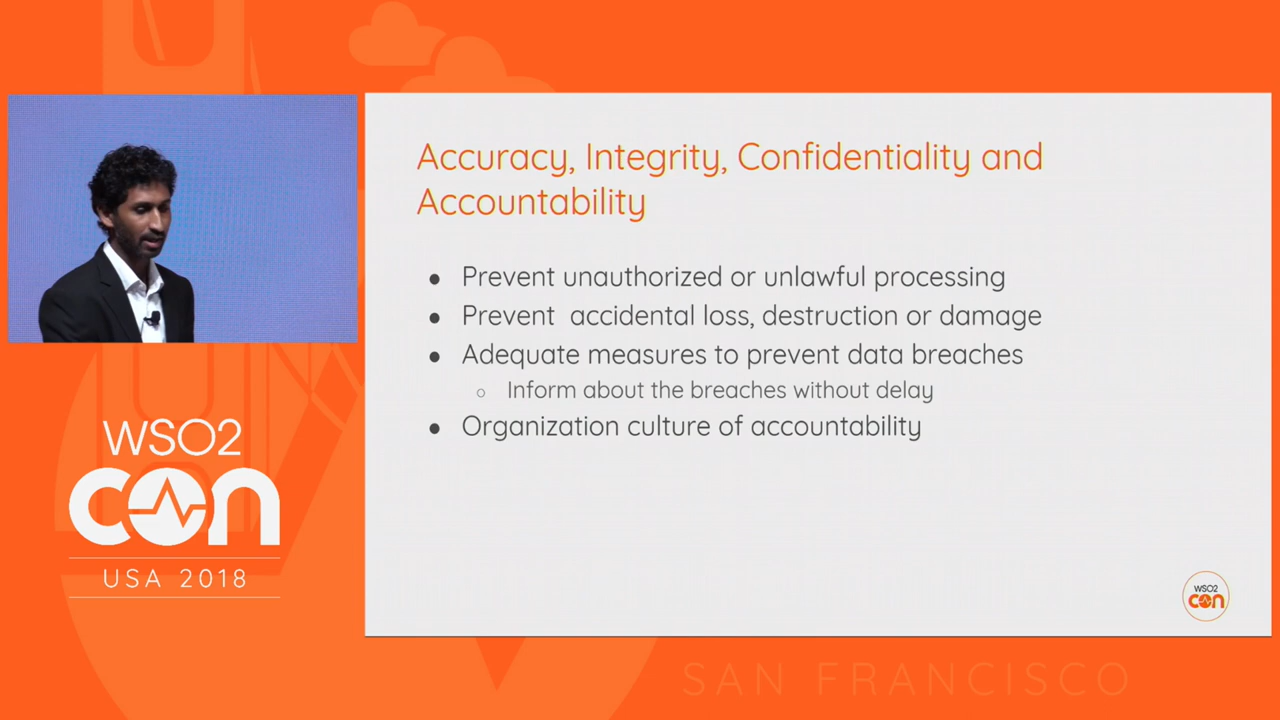 Accuracy, Integrity, Confidentiality and
Accountability
● Prevent unauthorized or unlawful processing
● Prevent  accidental loss, destruction or damage
● Adequate measures to prevent data breaches
○ Inform about the breaches without delay
● Organization culture of accountability
WSO2
con
USA 2018
WSO2
con
SAN FRANCISCO